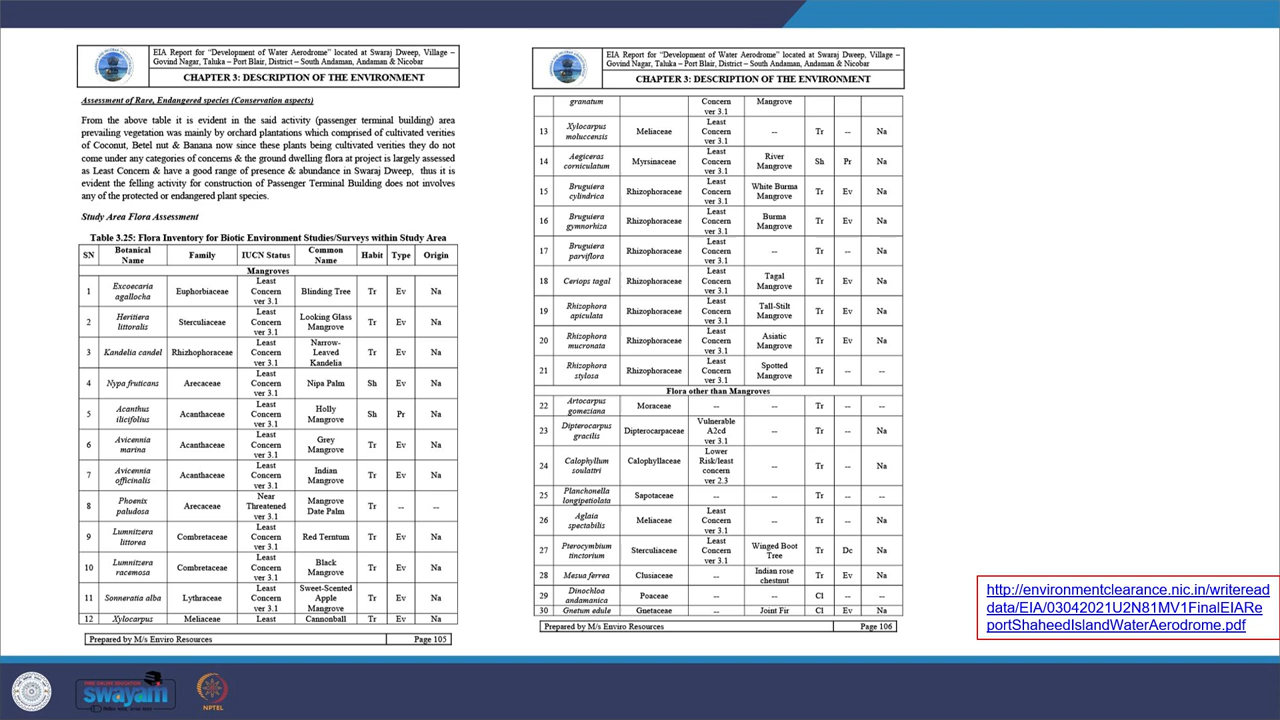 EIA Report for “Development of Water Aerodrome” located at Swaraj Dweep, Village –
Govind Nagar, Taluka – Port Blair, District – South Andaman, Andaman & Nicobar
CHAPTER 3: DESCRIPTION OF THE ENVIRONMENT
Assessment of Rare, Endangered species (Conservation aspects)
From the above table it is evident in the said activity (passenger terminal building) area
prevailing vegetation was mainly by orchard plantations which comprised of cultivated verities
of Coconut, Betel nut & Banana now since these plants being cultivated verities they do not
come under any categories of concerns & the ground dwelling flora at project is largely assessed
as Least Concern & have a good range of presence & abundance in Swaraj Dweep, thus it is
evident the felling activity for construction of Passenger Terminal Building does not involves
any of the protected or endangered plant species.
Study Area Flora Assessment
Table 3.25: Flora Inventory for Biotic Environment Studies/Surveys within Study Area
SN Botanical Name Family IUCN Status Common Name Habit Type Origin
Mangroves
1 Excoecaria agallocha Euphorbiaceae Least Concern ver 3.1 Blinding Tree Tr Ev Na
2 Heritiera littoralis Sterculiaceae Least Concern ver 3.1 Looking Glass Mangrove Tr Ev Na
3 Kandelia candel Rhizhophoraceae Least Concern ver 3.1 Narrow-Leaved Kandelia Tr Ev Na
4 Nypa fruticans Arecaceae Least Concern ver 3.1 Nipa Palm Sh Ev Na
5 Acanthus ilicifolius Acanthaceae Least Concern ver 3.1 Holly Mangrove Sh Pr Na
6 Avicennia marina Acanthaceae Least Concern ver 3.1 Grey Mangrove Tr Ev Na
7 Avicennia officinalis Acanthaceae Least Concern ver 3.1 Indian Mangrove Tr Ev Na
8 Phoenix paludosa Arecaceae Near Threatened ver 3.1 Mangrove Date Palm Tr -- --
9 Lumnitzera littorea Combretaceae Least Concern ver 3.1 Red Terntum Tr Ev Na
10 Lumnitzera racemosa Combretaceae Least Concern ver 3.1 Black Mangrove Tr Ev Na
11 Sonneratia alba Lythraceae Least Concern ver 3.1 Sweet-Scented Apple Mangrove Tr Ev Na
12 Xylocarpus Meliaceae Least Cannonball Tr Ev Na
Prepared by M/s Enviro Resources Page 105
EIA Report for “Development of Water Aerodrome” located at Swaraj Dweep, Village –
Govind Nagar, Taluka – Port Blair, District – South Andaman, Andaman & Nicobar
CHAPTER 3: DESCRIPTION OF THE ENVIRONMENT
granatum Concern ver 3.1 Mangrove
13 Xylocarpus moluccensis Meliaceae Least Concern ver 3.1 -- Tr -- Na
14 Aegiceras corniculatum Myrsinaceae Least Concern ver 3.1 River Mangrove Sh Pr Na
15 Bruguiera cylindrica Rhizophoraceae Least Concern ver 3.1 White Burma Mangrove Tr Ev Na
16 Bruguiera gymnorhiza Rhizophoraceae Least Concern ver 3.1 Burma Mangrove Tr Ev Na
17 Bruguiera parviflora Rhizophoraceae Least Concern ver 3.1 -- Tr Ev Na
18 Ceriops tagal Rhizophoraceae Least Concern ver 3.1 Tagal Mangrove Tr Ev Na
19 Rhizophora apiculata Rhizophoraceae Least Concern ver 3.1 Tall-Stilt Mangrove Tr Ev Na
20 Rhizophora mucronata Rhizophoraceae Least Concern ver 3.1 Asiatic Mangrove Tr Ev Na
21 Rhizophora stylosa Rhizophoraceae Least Concern ver 3.1 Spotted Mangrove Tr -- --
Flora other than Mangroves
22 Artocarpus gomeziana Moraceae -- -- Tr -- --
23 Dipterocarpus gracilis Dipterocarpaceae Vulnerable A2cd ver 3.1 -- Tr -- Na
24 Calophyllum soulattri Calophyllaceae Lower Risk/least concern ver 2.3 -- Tr -- Na
25 Planchonella longipetiolata Sapotaceae -- -- Tr -- --
26 Aglaia spectabilis Meliaceae Least Concern ver 3.1 -- Tr -- Na
27 Pterocymbium tinctorium Sterculiaceae Least Concern ver 3.1 Winged Boot Tree Tr Dc Na
28 Mesua ferrea Clusiaceae -- Indian rose chestnut Tr Ev Na
29 Dinochloa andamanica Poaceae -- -- Cl -- --
30 Gnetum edule Gnetaceae -- Joint Fir Cl Ev Na
Prepared by M/s Enviro Resources Page 106
http://environmentclearance.nic.in/writeread
data/EIA/03042021U2N81MV1FinalEIARe
portShaheedIslandWaterAerodrome.pdf
swayam
NPTEL